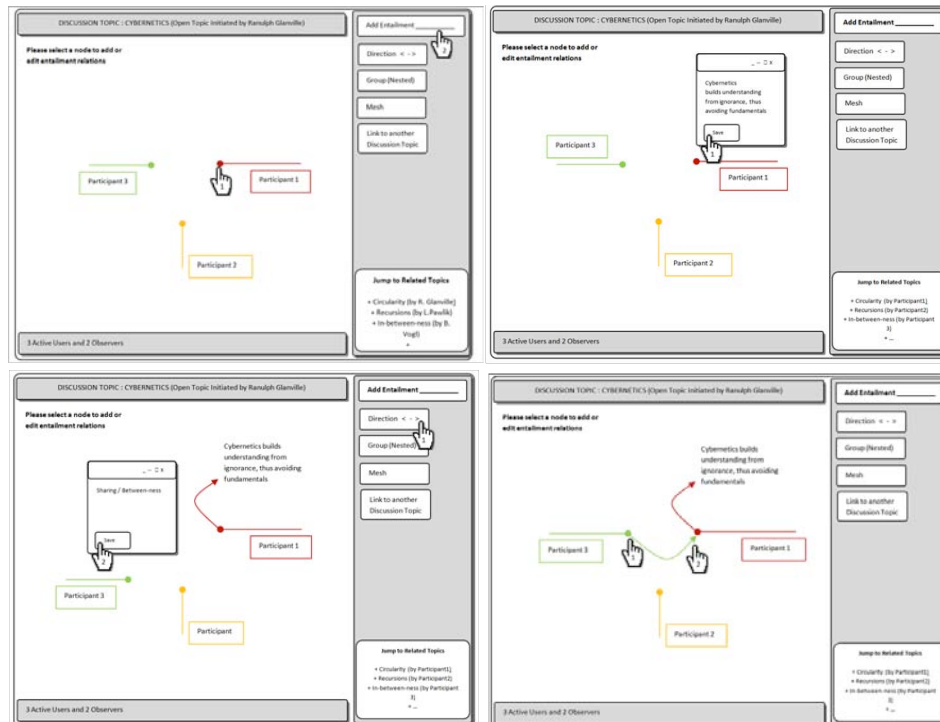 DISCUSSION TOPIC : CYBERNETICS (Open Topic Initiated by Ranulph Glanville)
Please select a node to add or
edit entailment relations
Participant 3
1
Participant 1
Participant 2
3 Active Users and 2 Observers
Add Entailment __________
2
Direction < - >
Group (Nested)
Mesh
Link to another
Discussion Topic
Jump to Related Topics
+ Circularity (by R. Glanville)
+ Recursions (by L.Pawlik)
+ In-between-ness (by B.
Vogl)
+
DISCUSSION TOPIC : CYBERNETICS (Open Topic Initiated by Ranulph Glanville)
Please select a node to add or
edit entailment relations
Cybernetics
builds understanding
from ignorance, thus
avoiding fundamentals
Save
1
Participant 3
Participant 1
Participant 2
3 Active Users and 2 Observers
Add Entailment __________
Direction < - >
Group (Nested)
Mesh
Link to another
Discussion Topic
Jump to Related Topics
+ Circularity (by Participant1)
+ Recursions (by Participant2)
+ In-between-ness (by Participant
3)
+ ...
DISCUSSION TOPIC : CYBERNETICS (Open Topic Initiated by Ranulph Glanville)
Please select a node to add or
edit entailment relations
Cybernetics builds
understanding from
ignorance, thus avoiding
fundamentals
Sharing / Between-ness
Save
2
Participant 1
Participant 3
Participant
3 Active Users and 2 Observers
Add Entailment __________
Direction < - >
1
Group (Nested)
Mesh
Link to another
Discussion Topic
Jump to Related Topics
+ Circularity (by Participant1)
+ Recursions (by Participant2)
+ In-between-ness (by Participant
3)
+ ...
DISCUSSION TOPIC : CYBERNETICS (Open Topic Initiated by Ranulph Glanville)
Please select a node to add or
edit entailment relations
Cybernetics builds
understanding from
ignorance, thus avoiding
fundamentals
Participant 3
1
2
Participant 1
Participant 2
3 Active Users and 2 Observers
Add Entailment __________
Direction < - >
Group (Nested)
Mesh
Link to another
Discussion Topic
Jump to Related Topics
+ Circularity (by Participant1)
+ Recursions (by Participant2)
+ In-between-ness (by Participant
3)
+ ...